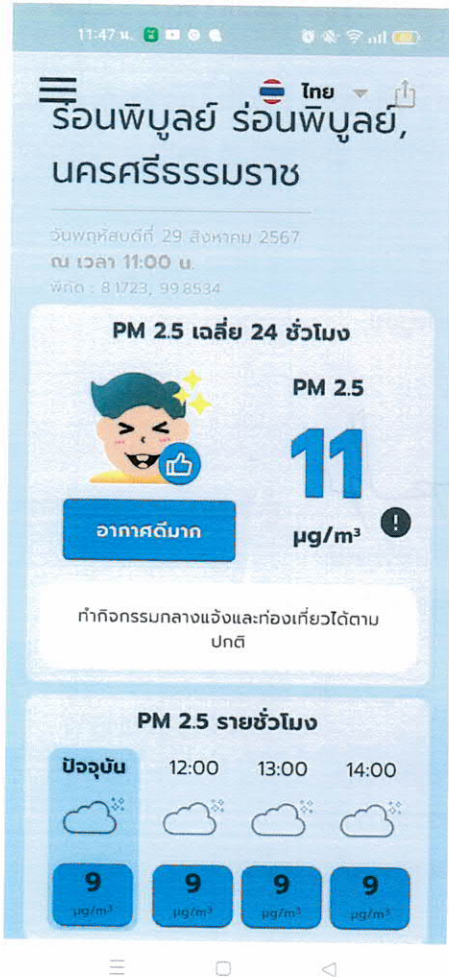 11:47 น.
ไทย
ร่อนพิบูลย์ ร่อนพิบูลย์,
นครศรีธรรมราช
วันพฤหัสบดีที่ 29 สิงหาคม 2567
ณ เวลา 11:00 น.
พิกัด : 8.1723, 99.8534
PM 2.5 เฉลี่ย 24 ชั่วโมง
PM 2.5
11
อากาศดีมาก
µg/m³
ทำกิจกรรมกลางแจ้งและท่องเที่ยวได้ตาม
ปกติ
PM 2.5 รายชั่วโมง
ปัจจุบัน 12:00 13:00 14:00
9 9 9 9
µg/m³ µg/m³ µg/m³ µg/m³